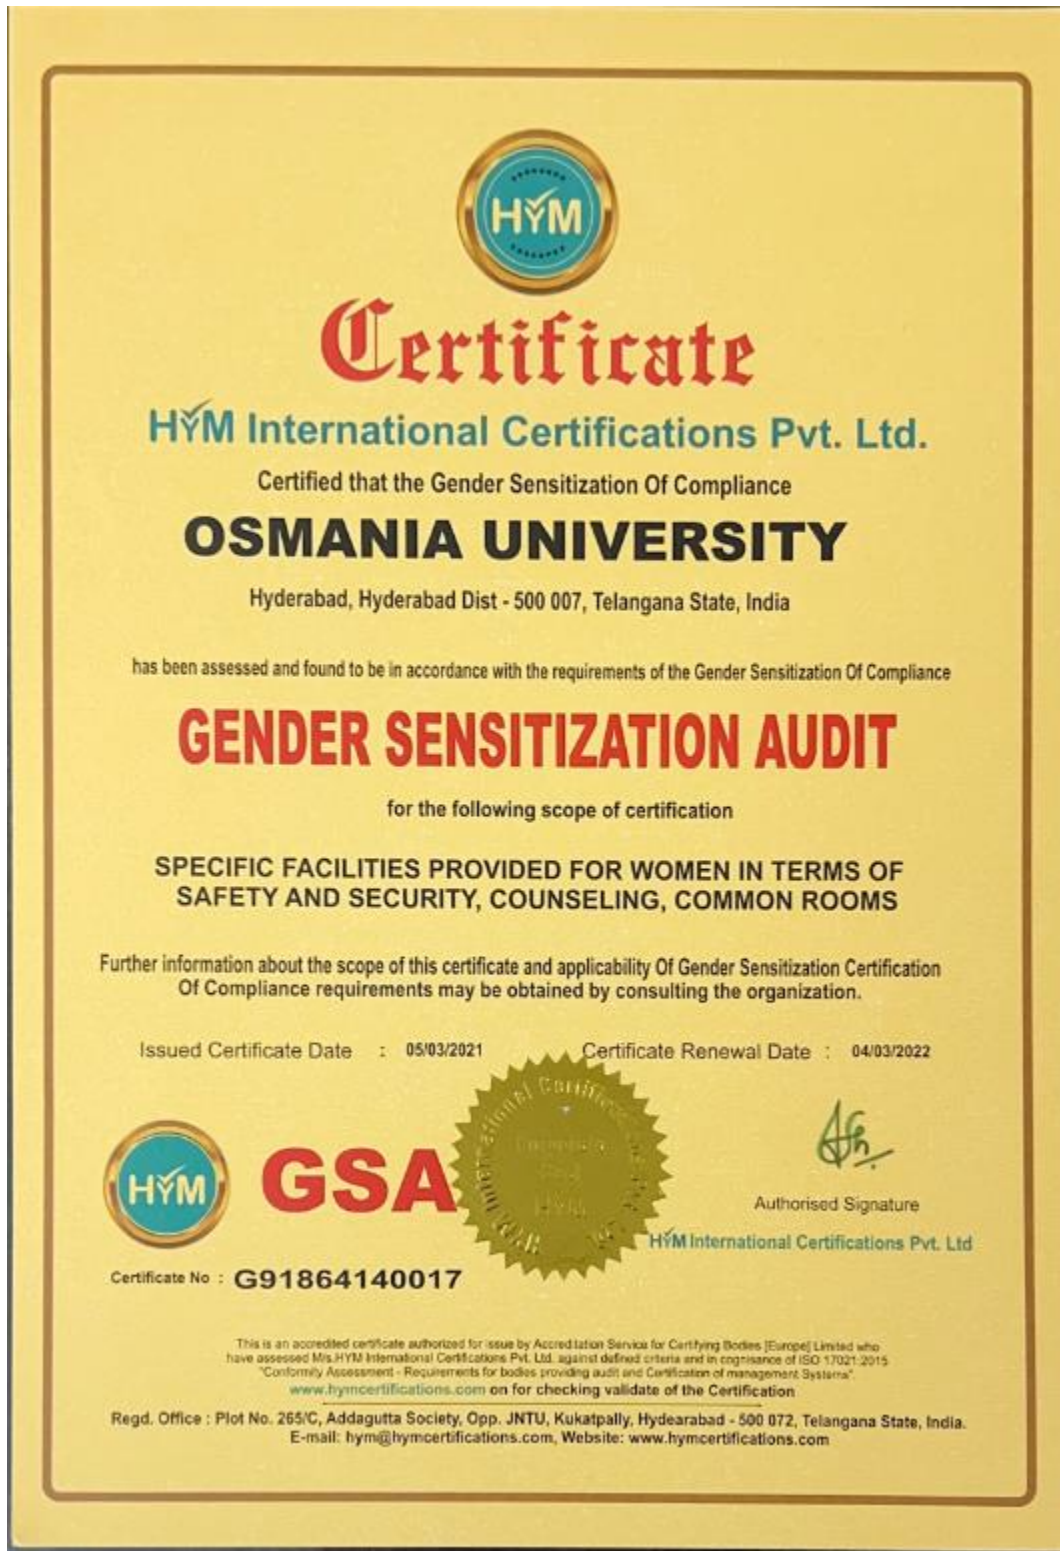 HYM
Certificate
HYM International Certifications Pvt. Ltd.
Certified that the Gender Sensitization Of Compliance
OSMANIA UNIVERSITY
Hyderabad, Hyderabad Dist - 500 007, Telangana State, India
has been assessed and found to be in accordance with the requirements of the Gender Sensitization Of Compliance
GENDER SENSITIZATION AUDIT
for the following scope of certification
SPECIFIC FACILITIES PROVIDED FOR WOMEN IN TERMS OF
SAFETY AND SECURITY, COUNSELING, COMMON ROOMS
Further information about the scope of this certificate and applicability Of Gender Sensitization Certification
Of Compliance requirements may be obtained by consulting the organization.
Issued Certificate Date : 05/03/2021 Certificate Renewal Date : 04/03/2022
HYM GSA
Authorised Signature
HYM International Certifications Pvt. Ltd
Certificate No : G91864140017
This is an accredited certificate authorized for issue by Accreditation Service for Certifying Bodies [Europe] Limited who
have assessed M/s.HYM International Certifications Pvt. Ltd. against defined criteria and in cognisance of ISO 17021:2015
"Conformity Assessment - Requirements for bodies providing audit and Certification of management Systems".
www.hymcertifications.com on for checking validate of the Certification
Regd. Office : Plot No. 265/C, Addagutta Society, Opp. JNTU, Kukatpally, Hydearabad - 500 072, Telangana State, India.
E-mail: hym@hymcertifications.com, Website: www.hymcertifications.com